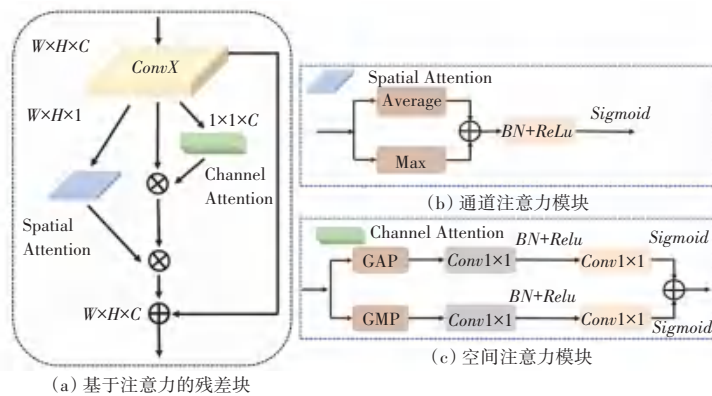 W×H×C
ConvX
W×H×1
1×1×C
Channel
Attention
Spatial
Attention
W×H×C
(a)基于注意力的残差块
Spatial Attention
Average
Max
BN+ReLu
Sigmoid
(b)通道注意力模块
Channel Attention
GAP
Conv1×1
BN+Relu
Conv1×1
Sigmoid
GMP
Conv1×1
BN+Relu
Conv1×1
Sigmoid
(c)空间注意力模块